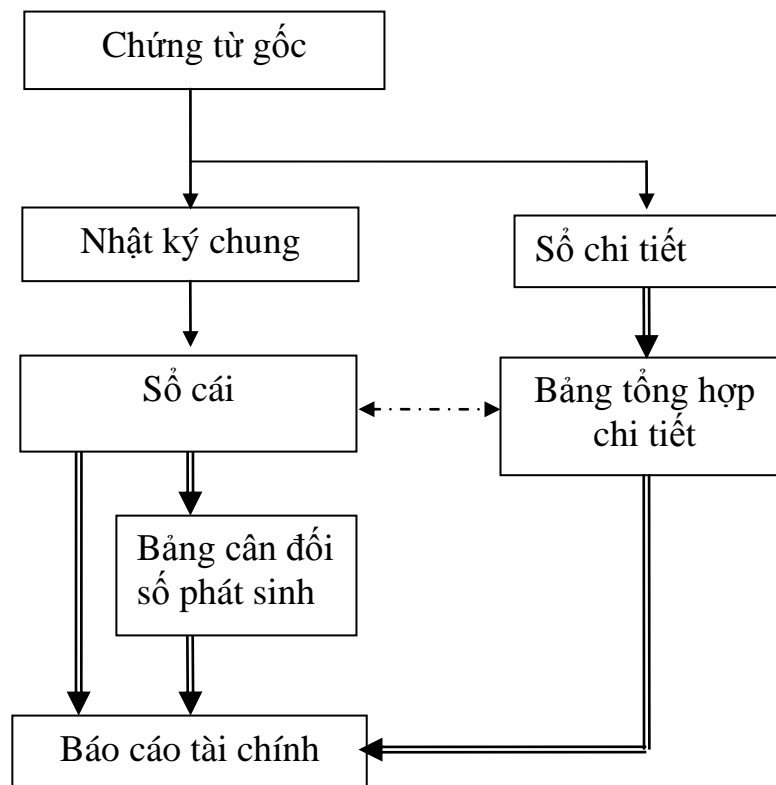 Chứng từ gốc
Nhật ký chung
Sổ chi tiết
Sổ cái
Bảng tổng hợp
chi tiết
Bảng cân đối
số phát sinh
Báo cáo tài chính